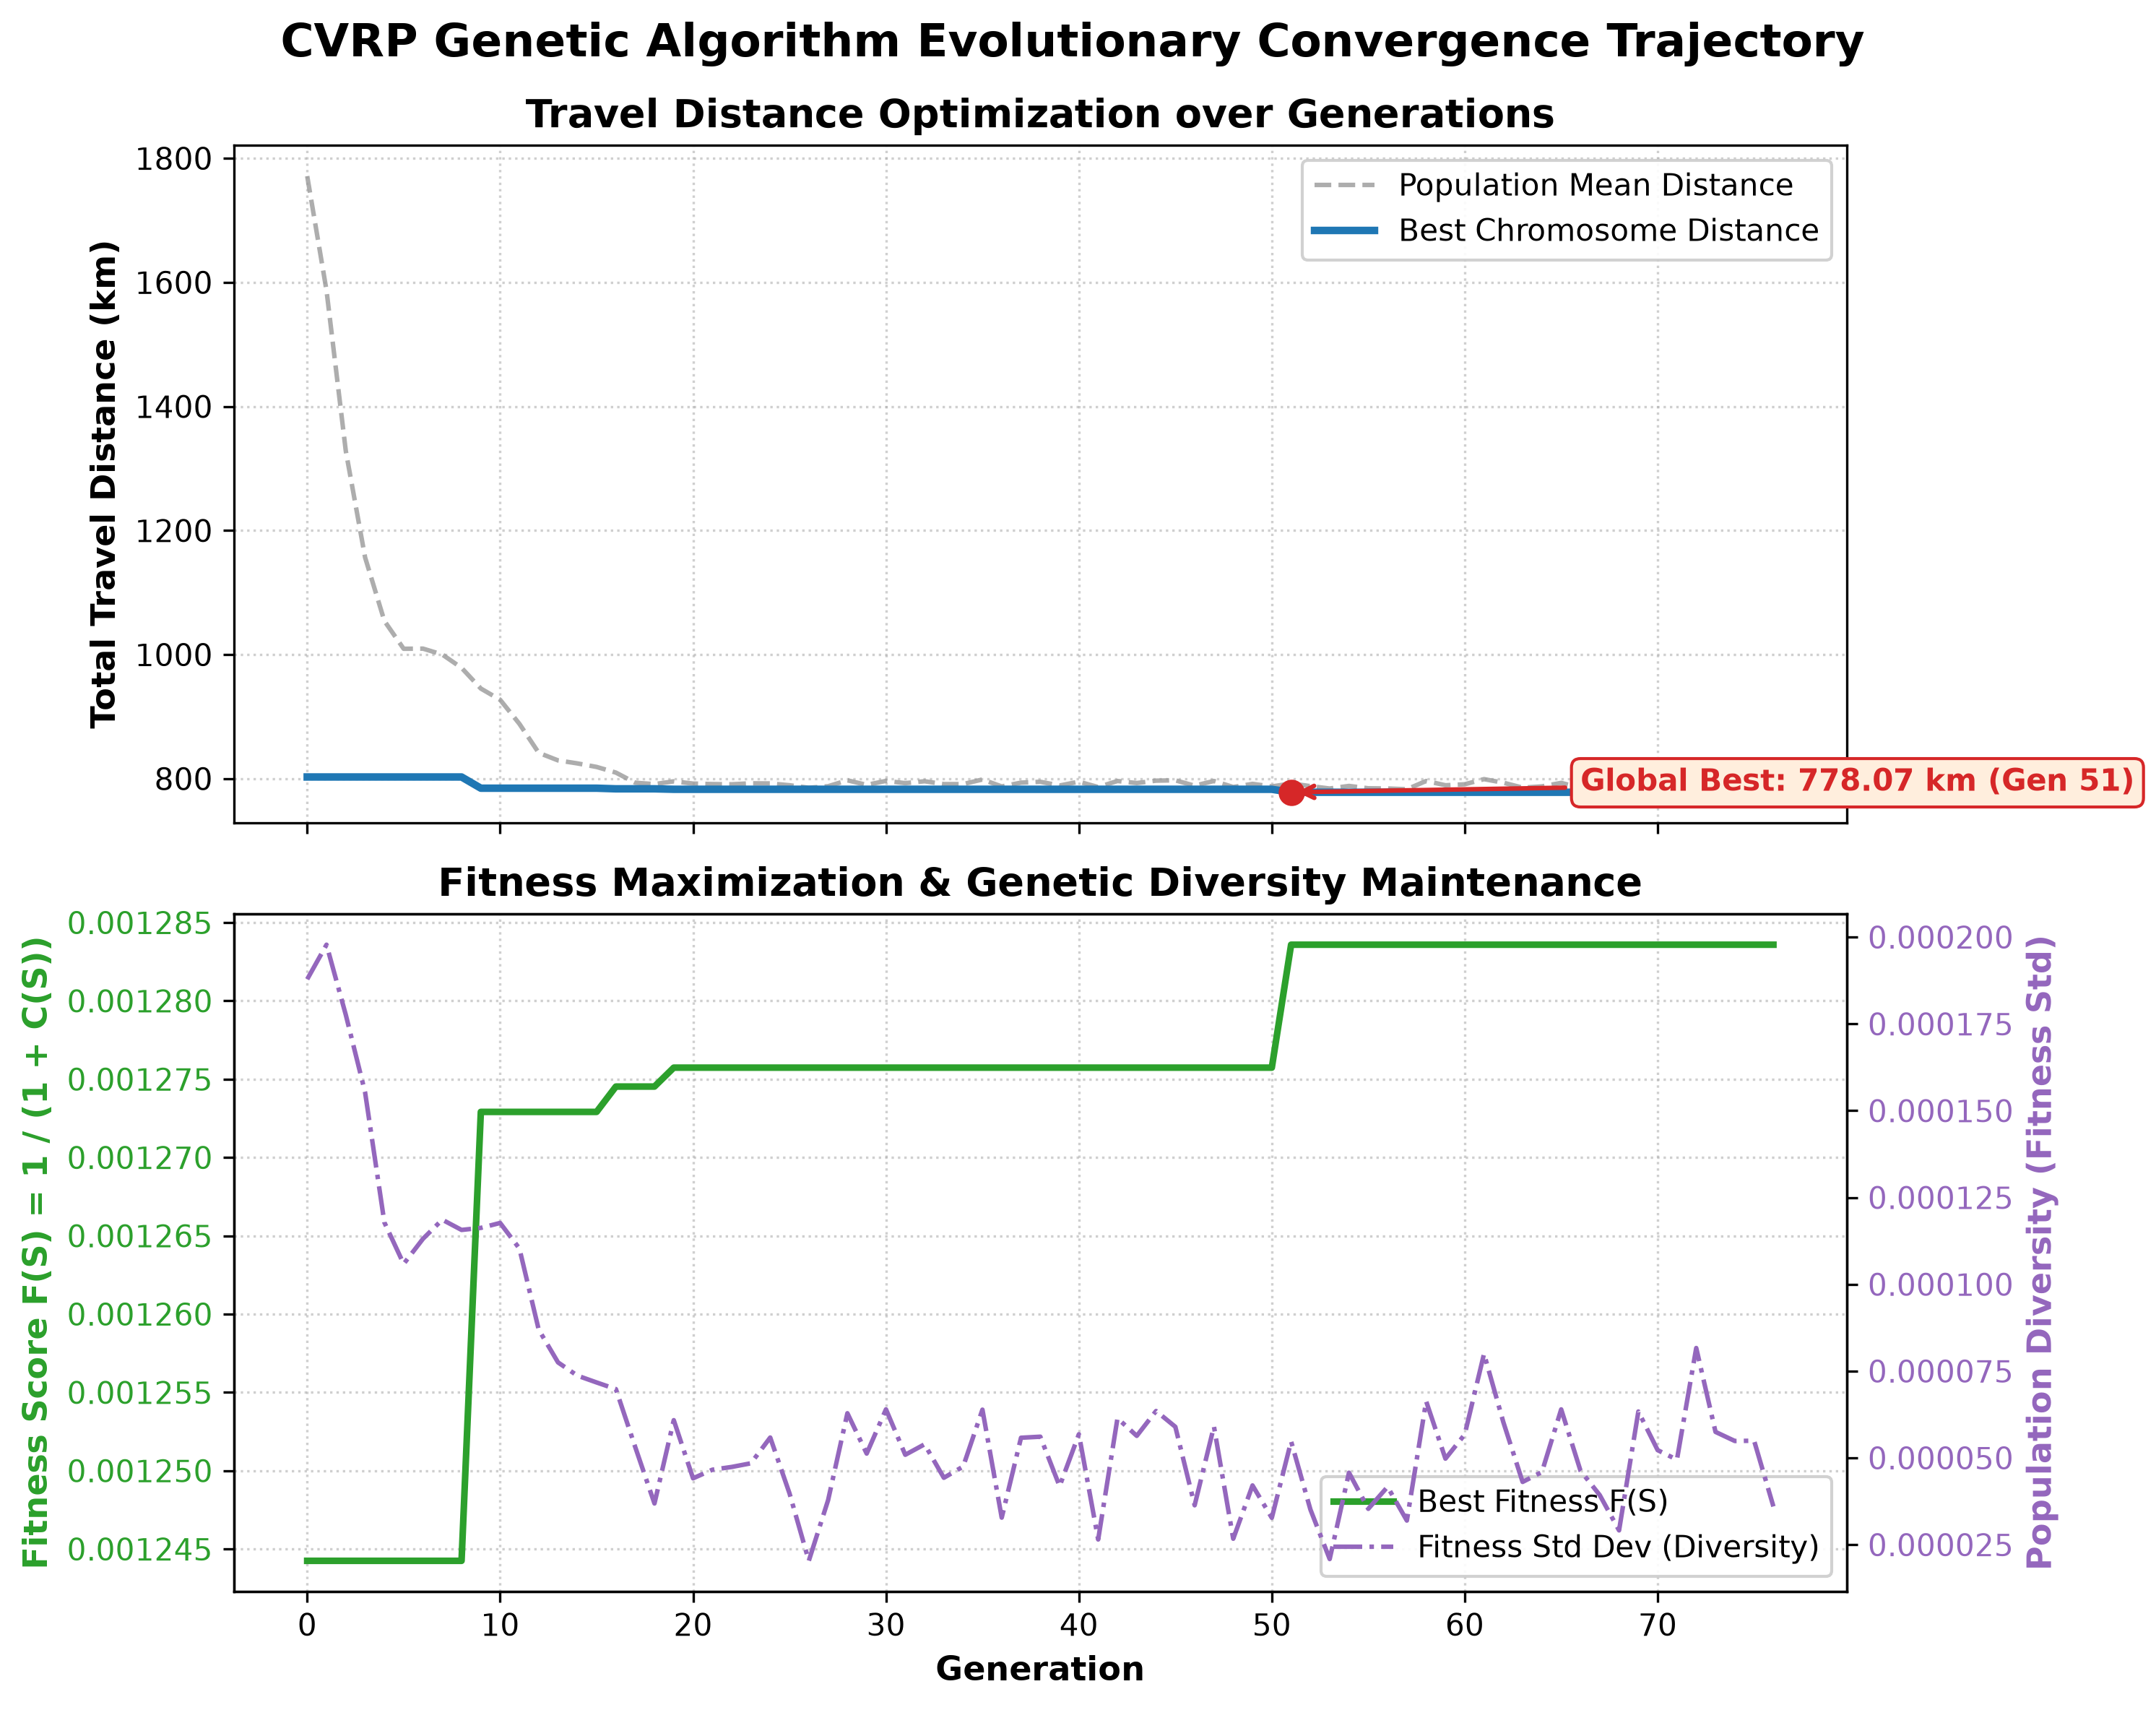 CVRP Genetic Algorithm Evolutionary Convergence Trajectory
Travel Distance Optimization over Generations
Total Travel Distance (km)
1800
1600
1400
1200
1000
800
Population Mean Distance
Best Chromosome Distance
Global Best: 778.07 km (Gen 51)
Fitness Maximization & Genetic Diversity Maintenance
Fitness Score F(S) = 1 / (1 + C(S))
0.001285
0.001280
0.001275
0.001270
0.001265
0.001260
0.001255
0.001250
0.001245
0.000200
0.000175
0.000150
0.000125
0.000100
0.000075
0.000050
0.000025
Population Diversity (Fitness Std)
Best Fitness F(S)
Fitness Std Dev (Diversity)
0 10 20 30 40 50 60 70
Generation